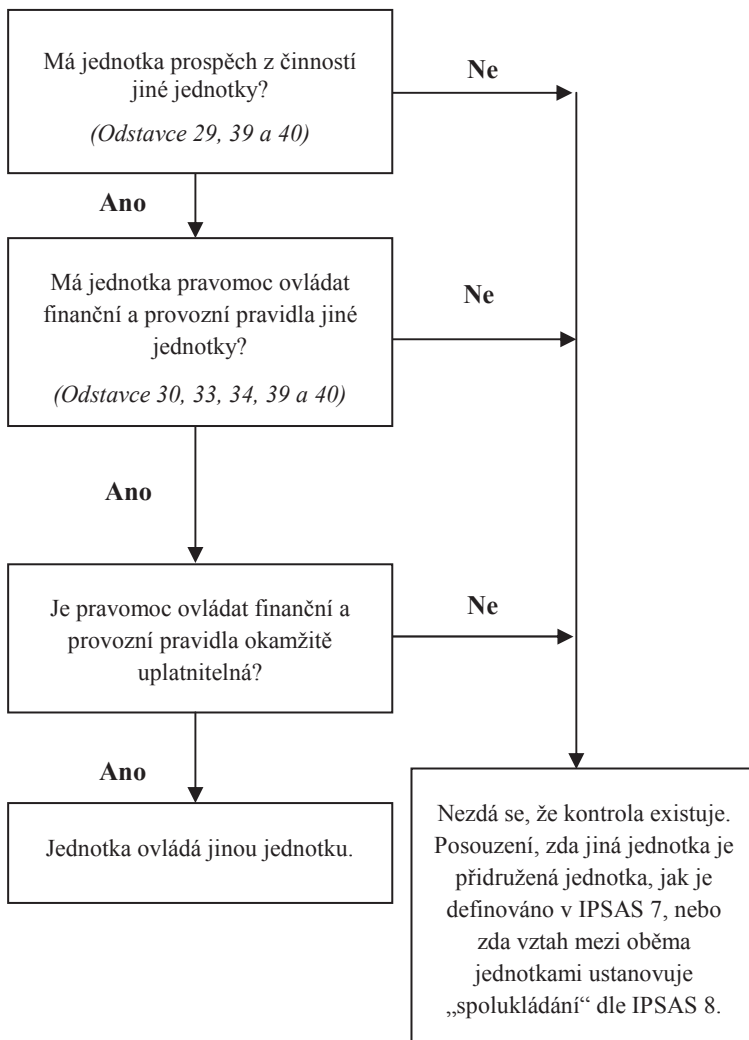 Má jednotka prospěch z činností
jiné jednotky?
(Odstavce 29, 39 a 40)
Ne
Ano
Má jednotka pravomoc ovládat
finanční a provozní pravidla jiné
jednotky?
(Odstavce 30, 33, 34, 39 a 40)
Ne
Ano
Je pravomoc ovládat finanční a
provozní pravidla okamžitě
uplatnitelná?
Ne
Ano
Jednotka ovládá jinou jednotku.
Nezdá se, že kontrola existuje.
Posouzení, zda jiná jednotka je
přidružená jednotka, jak je
definováno v IPSAS 7, nebo
zda vztah mezi oběma
jednotkami ustanovuje
„spolukládání“ dle IPSAS 8.